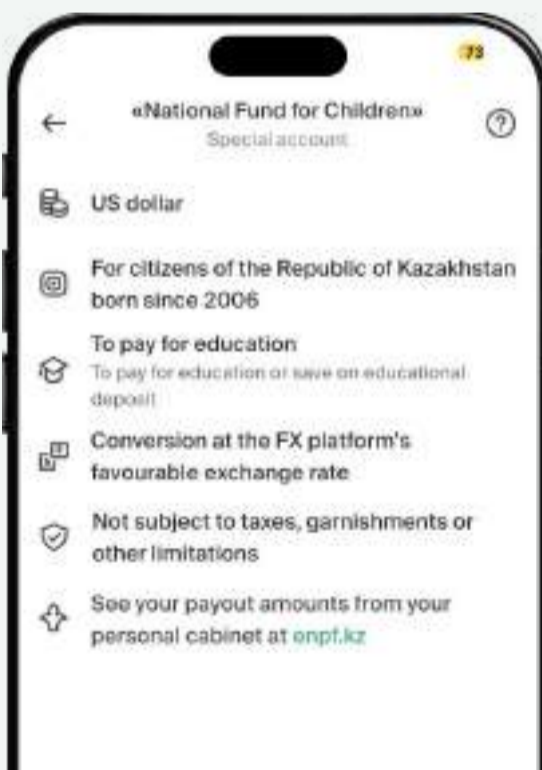 73
«National Fund for Children»
Special account
US dollar
For citizens of the Republic of Kazakhstan
born since 2006
To pay for education
To pay for education or save on educational
deposit
Conversion at the FX platform's
favourable exchange rate
Not subject to taxes, garnishments or
other limitations
See your payout amounts from your
personal cabinet at enpf.kz